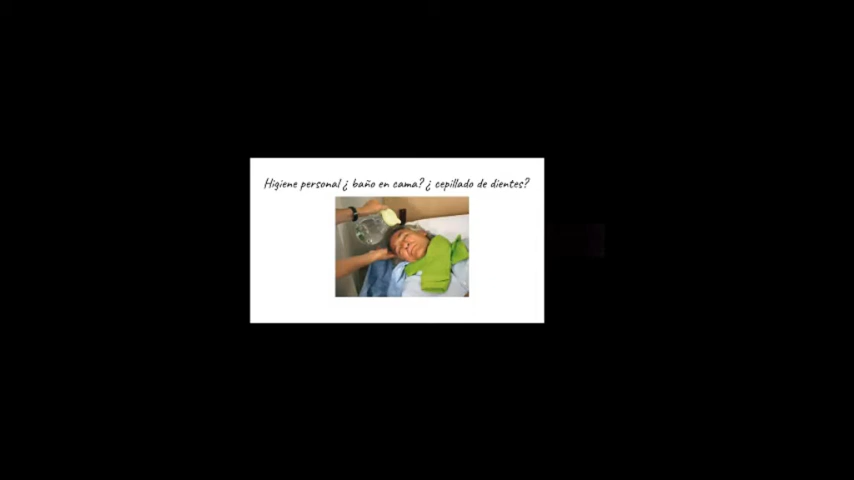 Higiene personal ¿ baño en cama? ¿ cepillado de dientes?